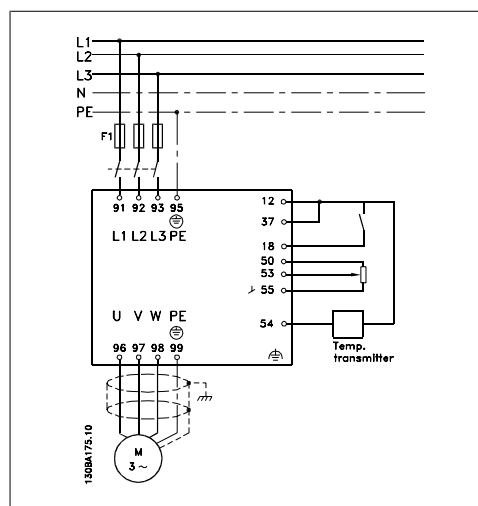 L1
L2
L3
N
PE
F1
91 92 93 95
L1 L2 L3 PE
12
37
18
50
53
55
54
U V W PE
96 97 98 99
Temp.
transmitter
M
3 ~
130BA175.10